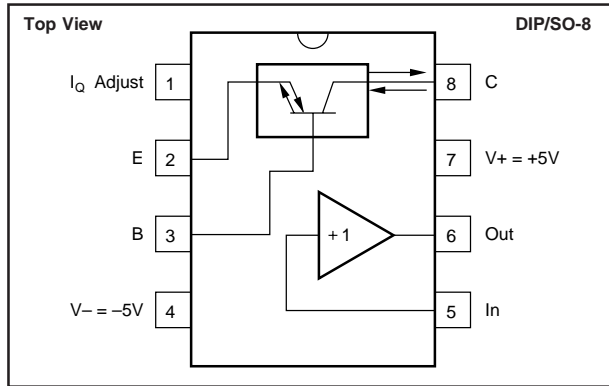 Top View
DIP/SO-8
I_Q Adjust 1
E 2
B 3
V– = –5V 4
8 C
7 V+ = +5V
6 Out
5 In
+1